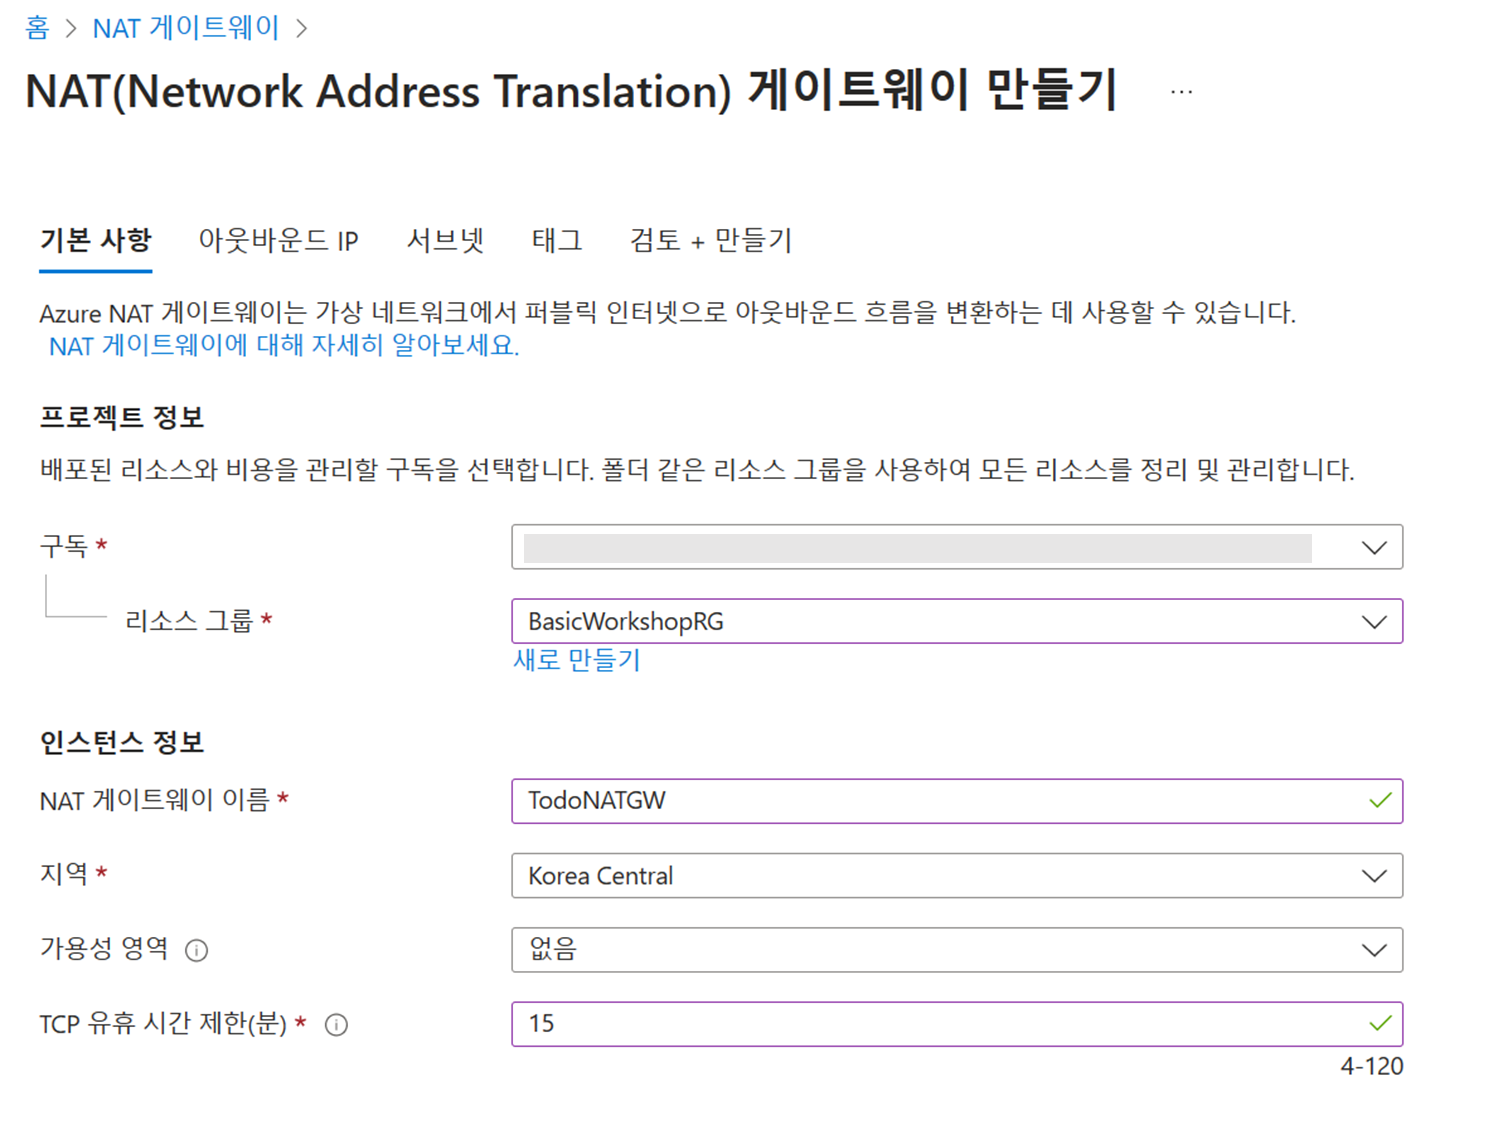 홈 > NAT 게이트웨이 >
NAT(Network Address Translation) 게이트웨이 만들기 ...
기본 사항 아웃바운드 IP 서브넷 태그 검토 + 만들기
Azure NAT 게이트웨이는 가상 네트워크에서 퍼블릭 인터넷으로 아웃바운드 흐름을 변환하는 데 사용할 수 있습니다.
NAT 게이트웨이에 대해 자세히 알아보세요.
프로젝트 정보
배포된 리소스와 비용을 관리할 구독을 선택합니다. 폴더 같은 리소스 그룹을 사용하여 모든 리소스를 정리 및 관리합니다.
구독 *
리소스 그룹 * BasicWorkshopRG
새로 만들기
인스턴스 정보
NAT 게이트웨이 이름 * TodoNATGW
지역 * Korea Central
가용성 영역 없음
TCP 유휴 시간 제한(분) * 15
4-120